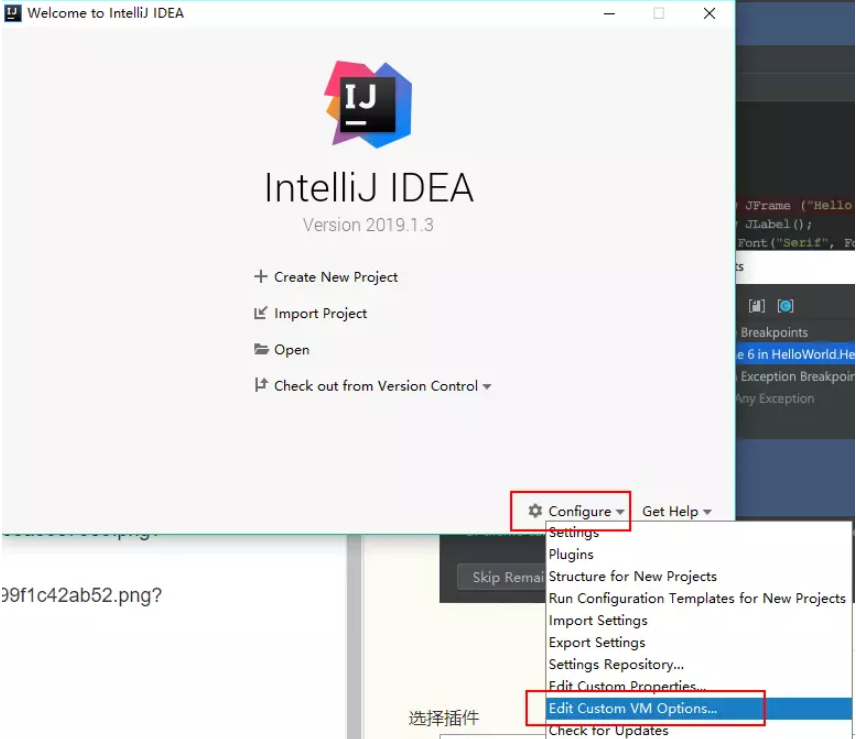 Welcome to IntelliJ IDEA
IJ
IntelliJ IDEA
Version 2019.1.3
Create New Project
Import Project
Open
Check out from Version Control
Configure
Get Help
Settings
Plugins
Structure for New Projects
Run Configuration Templates for New Projects
Import Settings
Export Settings
Settings Repository...
Edit Custom Properties...
Edit Custom VM Options...
Check for Updates
JFrame ("Hello
JLabel();
Font("Serif", Fo
ts
Breakpoints
e 6 in HelloWorld.He
Exception Breakpoin
Any Exception
99f1c42ab52.png?
Skip Remai
选择插件